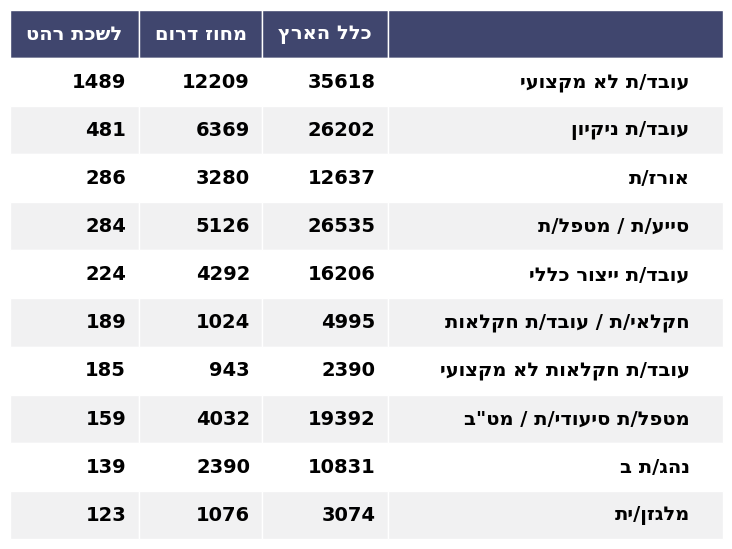 כלל הארץ מחוז דרום לשכת רהט
עובד/ת לא מקצועי 35618 12209 1489
עובד/ת ניקיון 26202 6369 481
אורז/ת 12637 3280 286
סייע/ת / מטפל/ת 26535 5126 284
עובד/ת ייצור כללי 16206 4292 224
חקלאי/ת / עובד/ת חקלאות 4995 1024 189
עובד/ת חקלאות לא מקצועי 2390 943 185
מטפל/ת סיעודי/ת / מט"ב 19392 4032 159
נהג/ת ב 10831 2390 139
מלגזן/ית 3074 1076 123